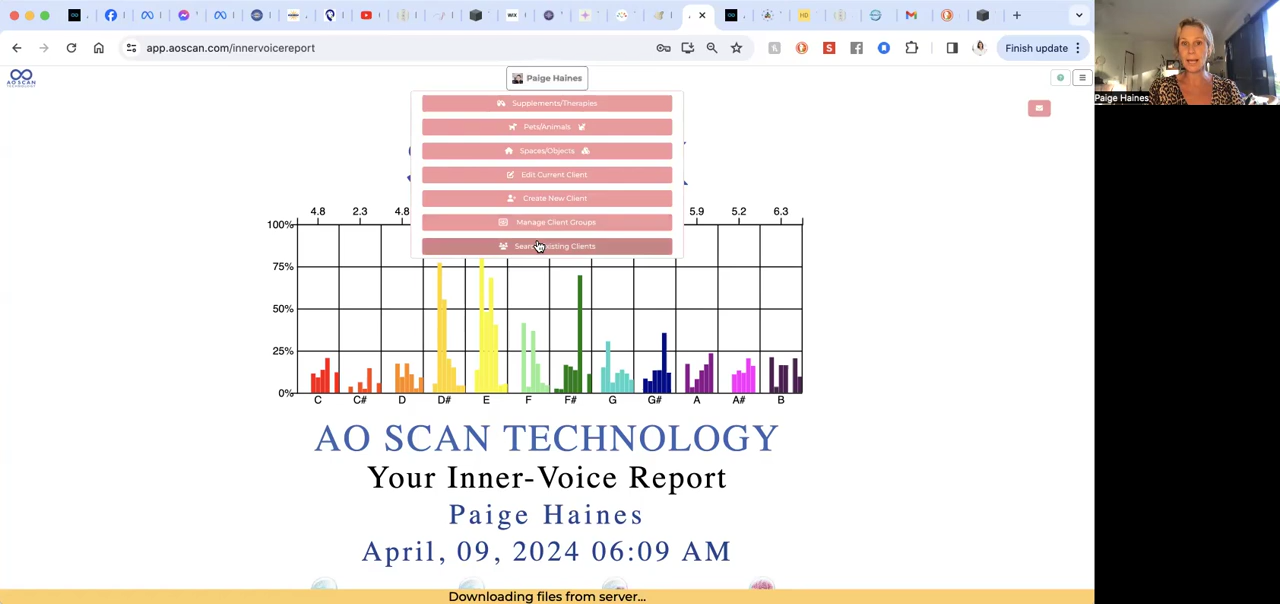 app.aoscan.com/innervoicereport
Finish update
Paige Haines
AO SCAN
TECHNOLOGY
Paige Haines
Supplements/Therapies
Pets/Animals
Spaces/Objects
Edit Current Client
Create New Client
Manage Client Groups
Search Existing Clients
4.8 2.3 4.8 5.9 5.2 6.3
100%
75%
50%
25%
0%
C C# D D# E F F# G G# A A# B
AO SCAN TECHNOLOGY
Your Inner-Voice Report
Paige Haines
April, 09, 2024 06:09 AM
Downloading files from server...